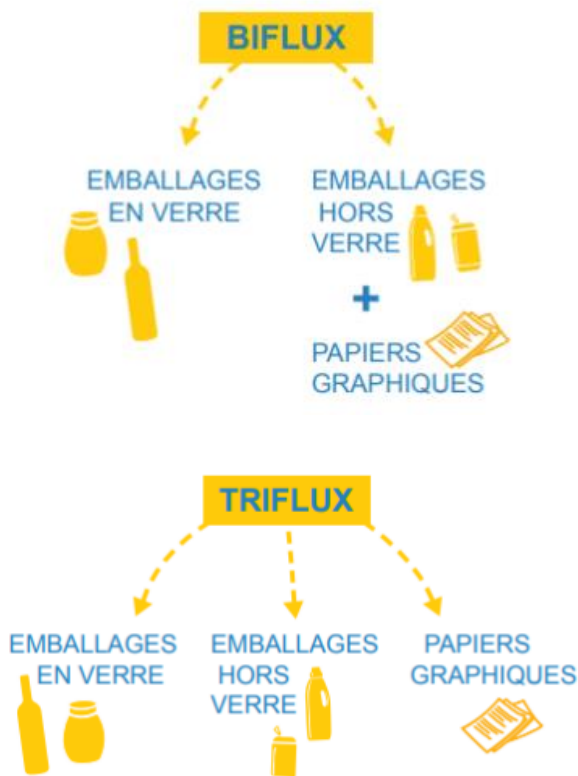 BIFLUX
EMBALLAGES
EN VERRE
EMBALLAGES
HORS
VERRE
+
PAPIERS
GRAPHIQUES
TRIFLUX
EMBALLAGES
EN VERRE
EMBALLAGES
HORS
VERRE
PAPIERS
GRAPHIQUES